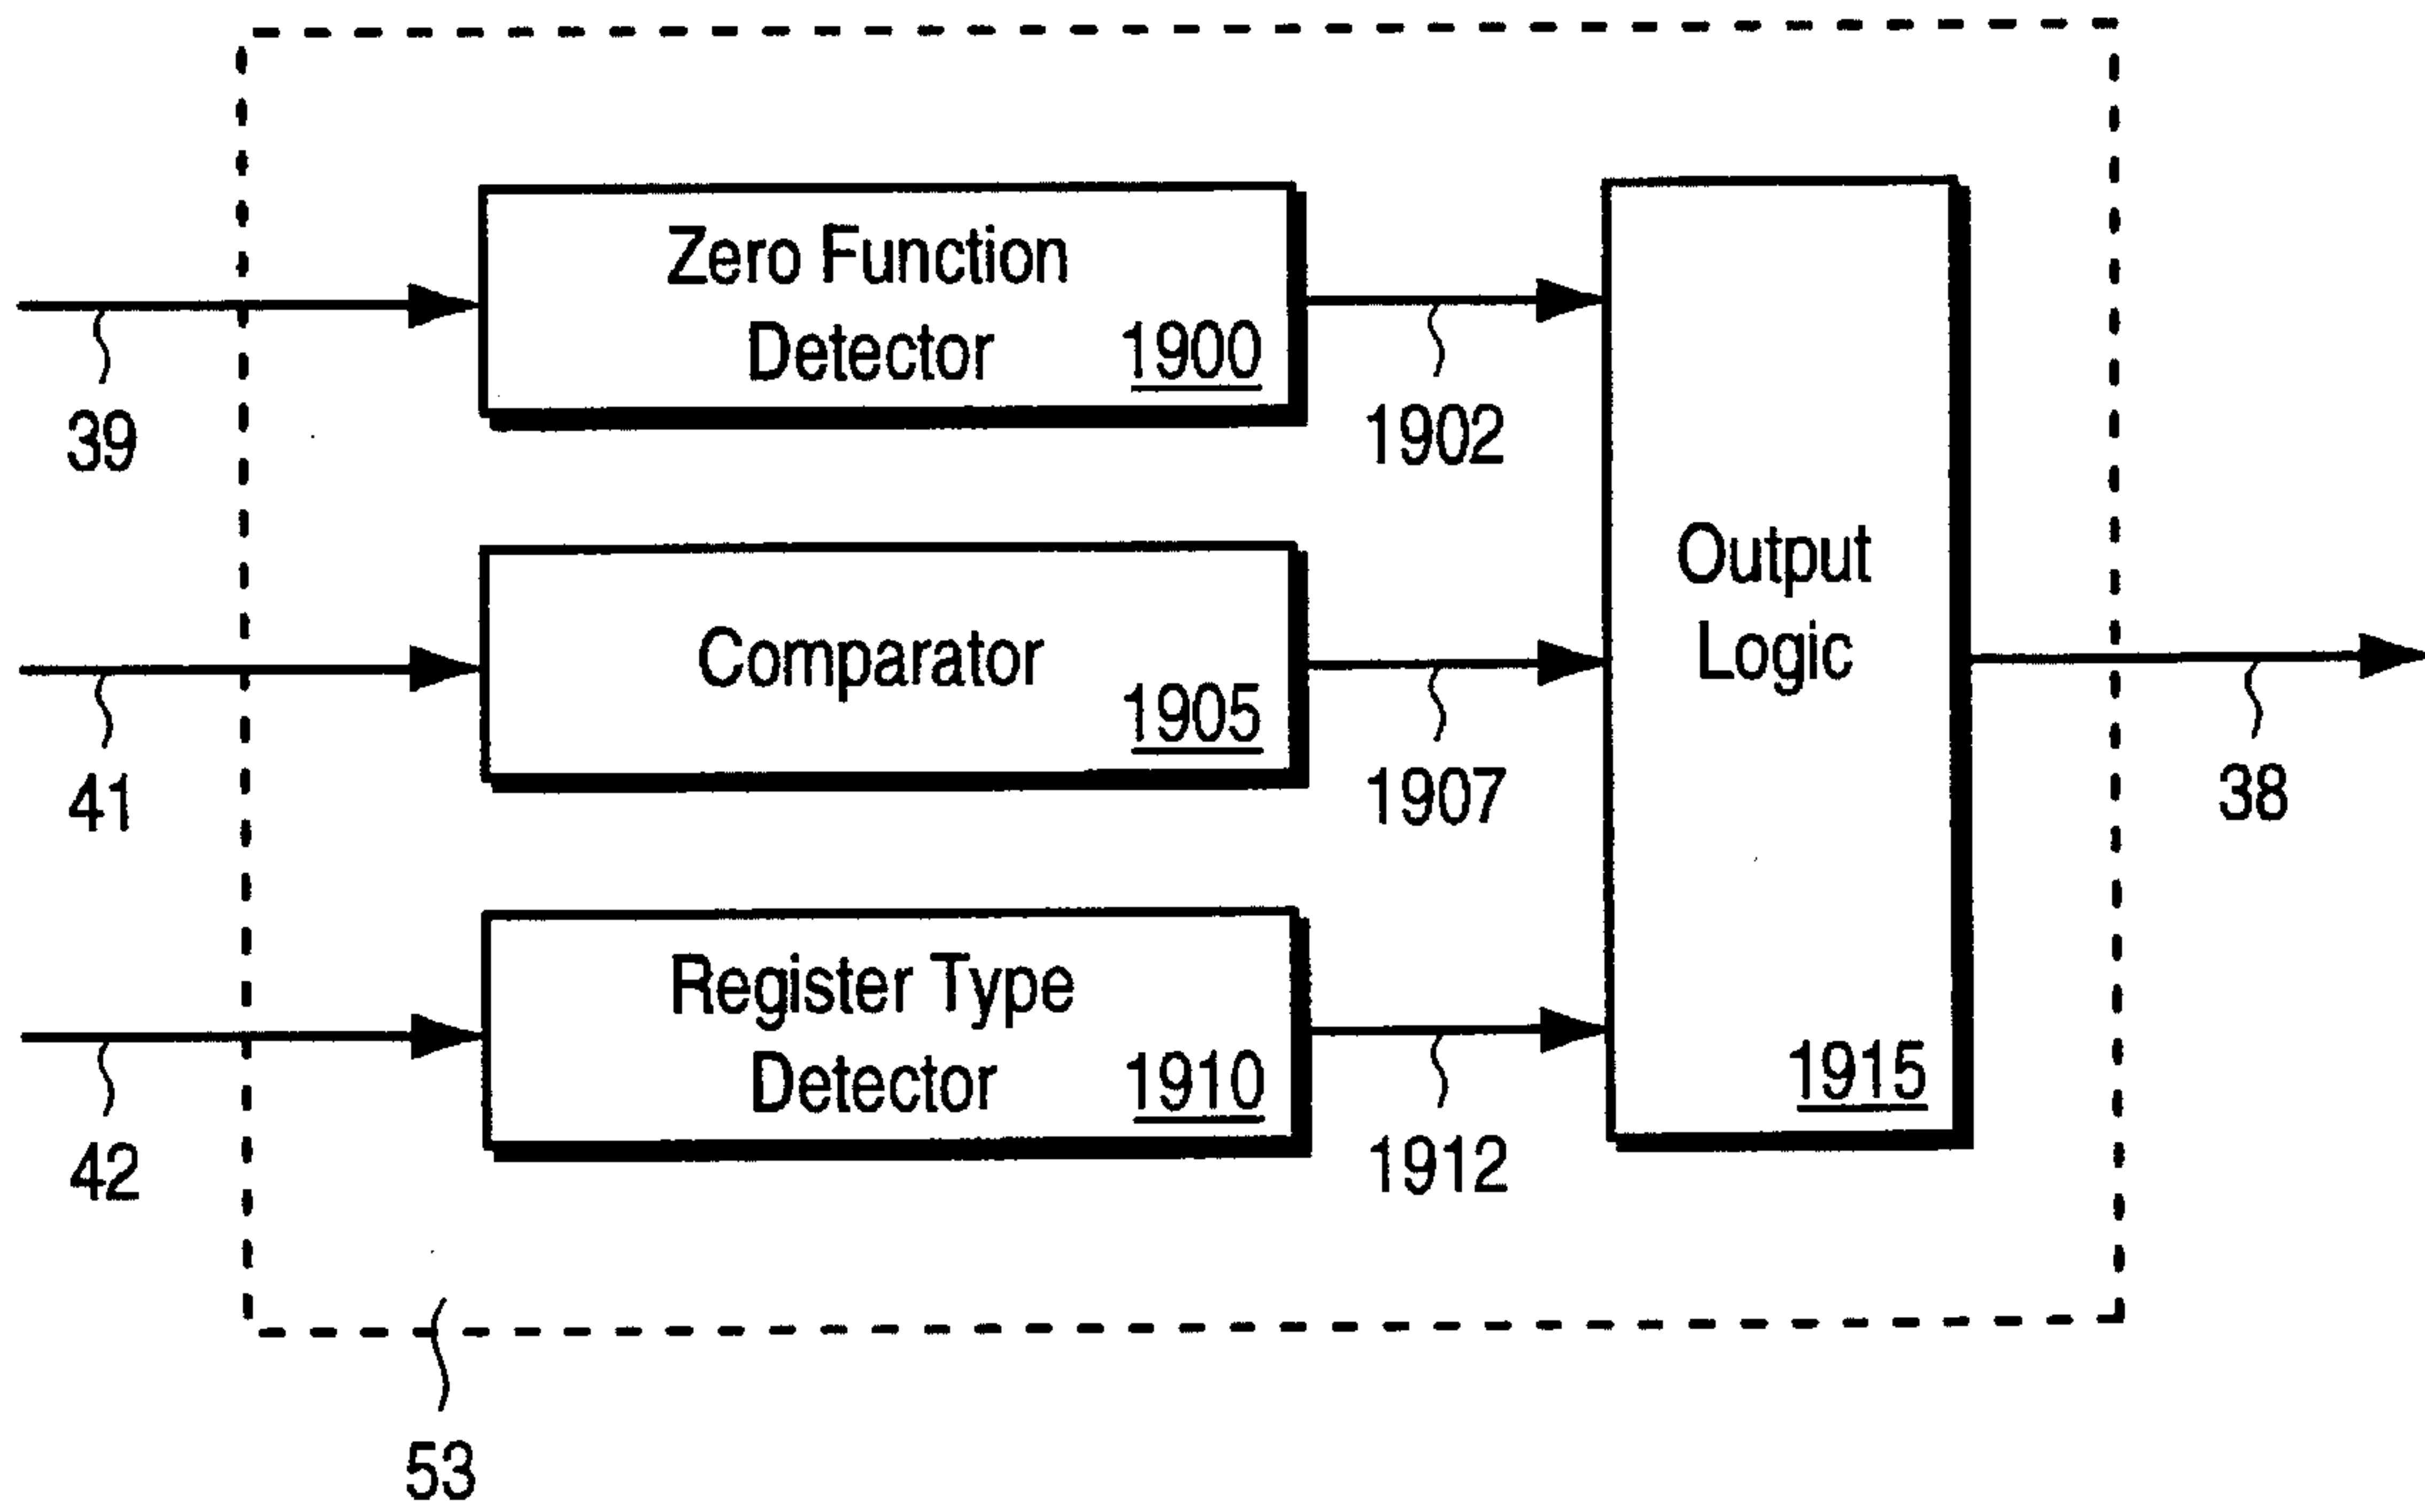 Zero Function
Detector 1900
39
1902
Comparator
1905
41
1907
Output
Logic
1915
38
Register Type
Detector 1910
42
1912
53